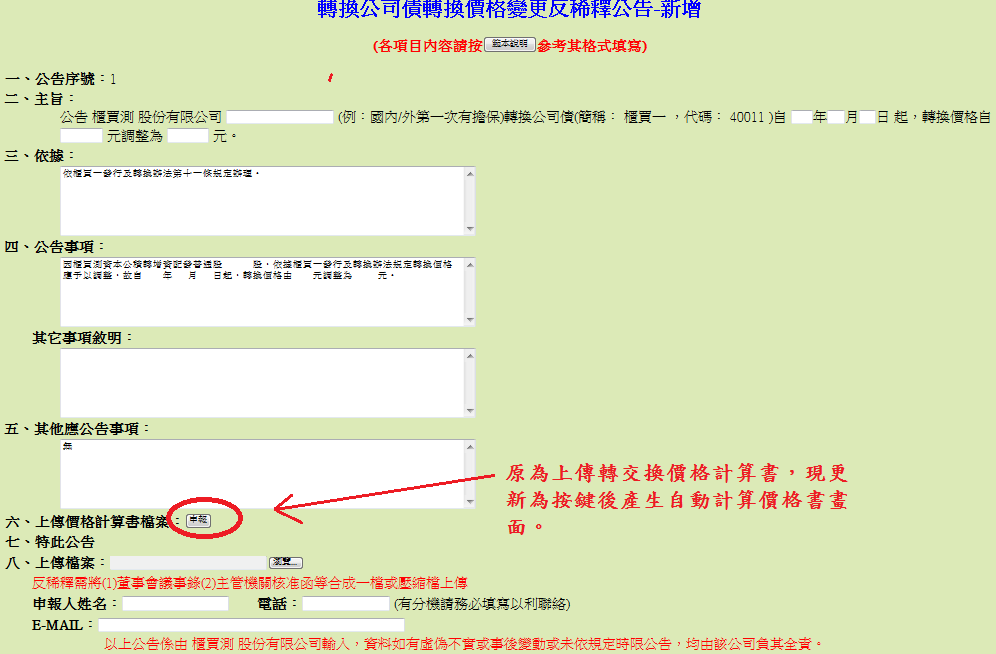 轉換公司債轉換價格變更反稀釋公告-新增
(各項目內容請按 範本說明 參考其格式填寫)
一、公告序號：1
二、主旨：
公告 櫃買測 股份有限公司 (例：國內/外第一次有擔保)轉換公司債(簡稱： 櫃買一 ，代碼： 40011 )自 年 月 日 起，轉換價格自
元調整為 元。
三、依據：
依櫃買一發行及轉換辦法第十一條規定辦理。
四、公告事項：
因櫃買測資本公積轉增資配發普通股 股，依據櫃買一發行及轉換辦法規定轉換價格
應予以調整，故自 年 月 日起，轉換價格由 元調整為 元。
其它事項敘明：
五、其他應公告事項：
無
原為上傳轉交換價格計算書，現更
新為按鍵後產生自動計算價格書畫
面。
六、上傳價格計算書檔案： 申報
七、特此公告
八、上傳檔案： 瀏覽...
反稀釋需將(1)董事會議事錄(2)主管機關核准函等合成一檔或壓縮檔上傳
申報人姓名： 電話： (有分機請務必填寫以利聯絡)
E-MAIL：
以上公告係由 櫃買測 股份有限公司輸入，資料如有虛偽不實或事後變動或未依規定時限公告，均由該公司負其全責。